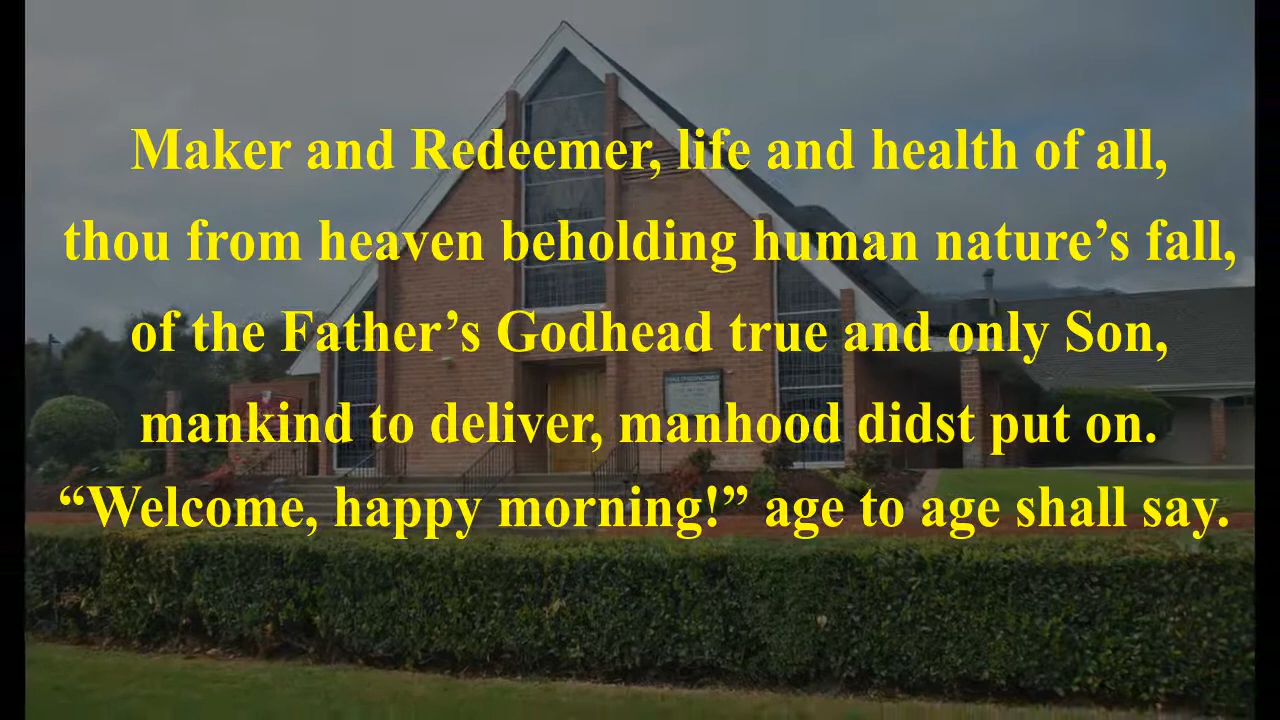 Maker and Redeemer, life and health of all,
thou from heaven beholding human nature’s fall,
of the Father’s Godhead true and only Son,
mankind to deliver, manhood didst put on.
“Welcome, happy morning!” age to age shall say.